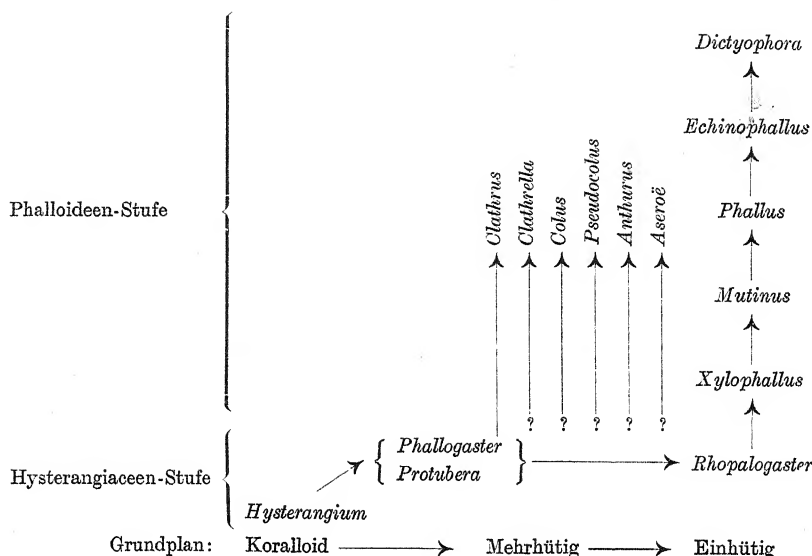 Dictyophora
Echinophallus
Phalloideen-Stufe
Clathrus
Clathrella
Colus
Pseudocolus
Anthurus
Aseroë
Phallus
Mutinus
Xylophallus
? ? ? ? ?
Hysterangiaceen-Stufe
Phallogaster
Protubera
Rhopalogaster
Hysterangium
Grundplan: Koralloid Mehrhütig Einhütig